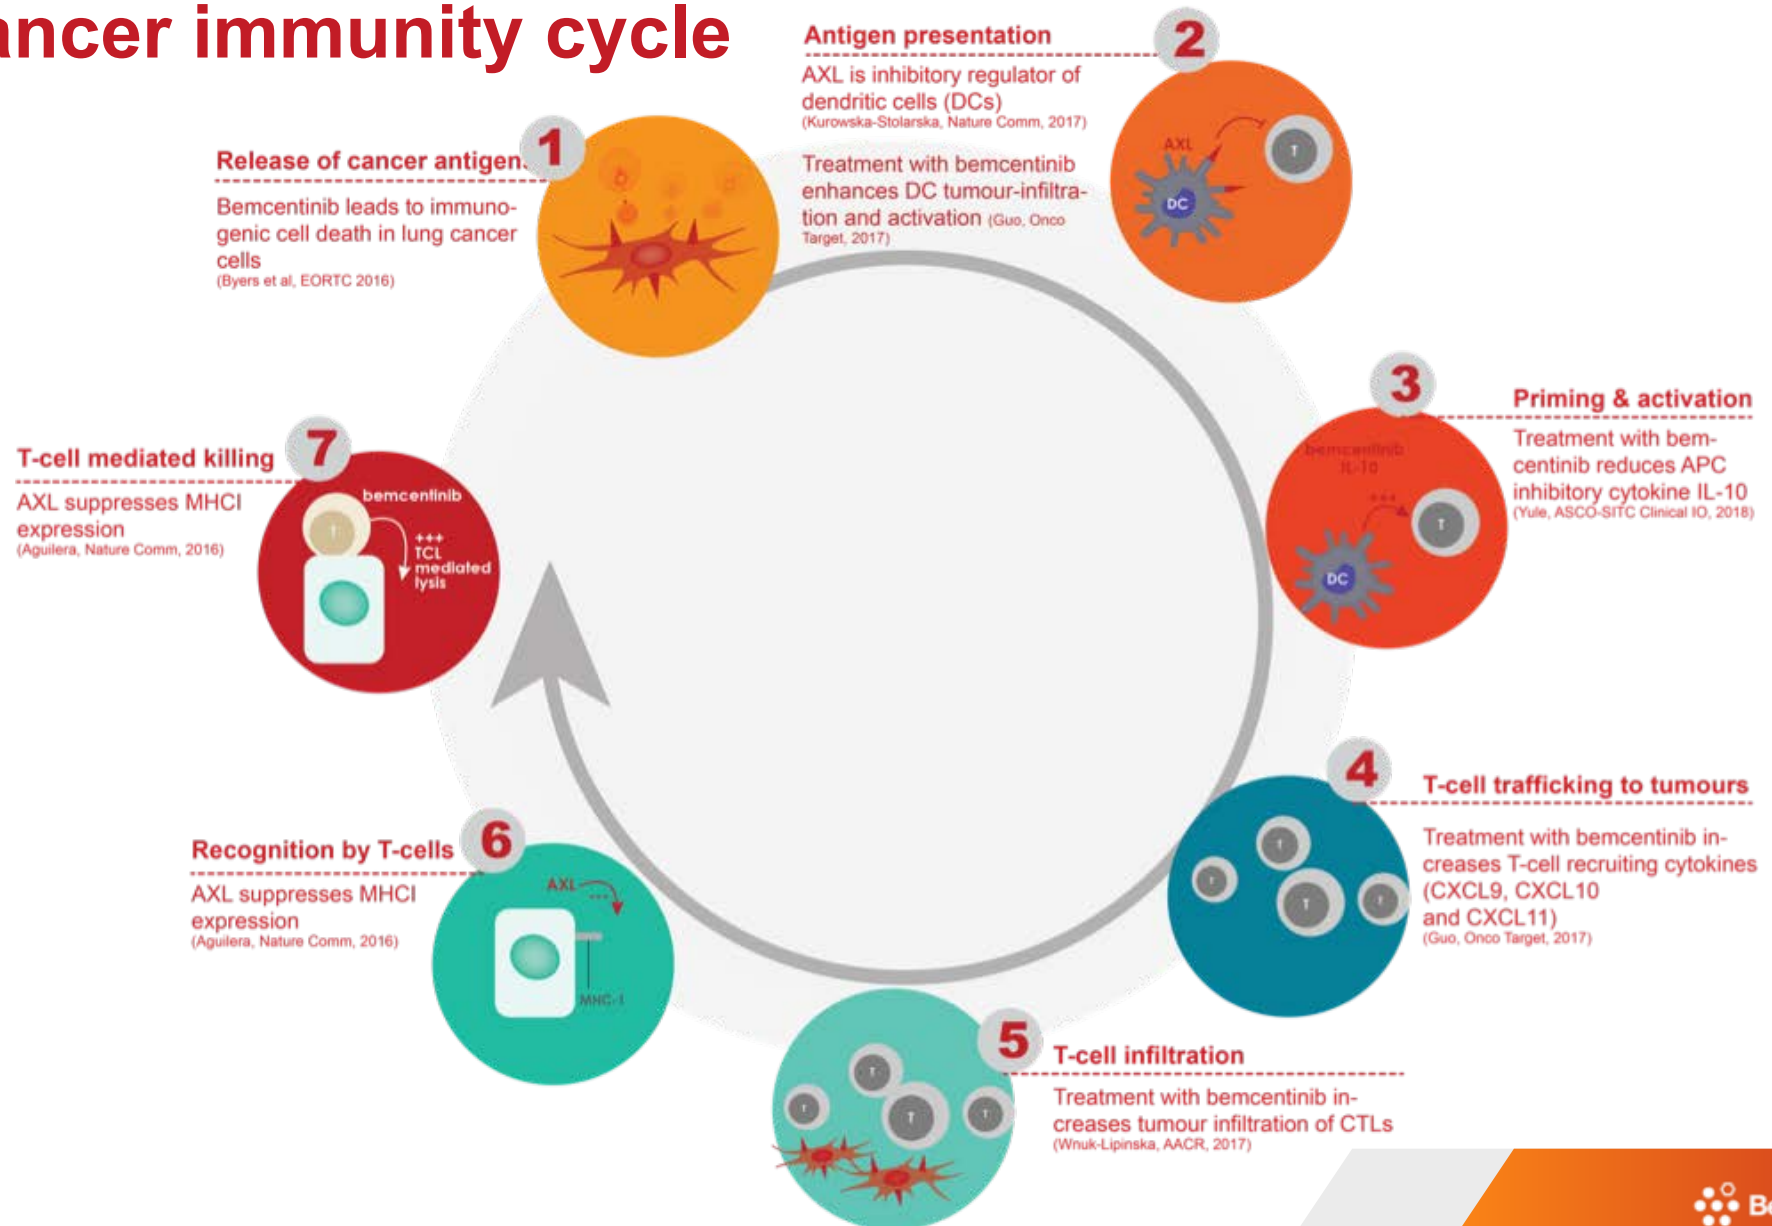 ancer immunity cycle
1
Release of cancer antigens
Bemcentinib leads to immuno-
genic cell death in lung cancer
cells
(Byers et al, EORTC 2016)
2
Antigen presentation
AXL is inhibitory regulator of
dendritic cells (DCs)
(Kurowska-Stolarska, Nature Comm, 2017)
Treatment with bemcentinib
enhances DC tumour-infiltra-
tion and activation (Guo, Onco
Target, 2017)
AXL
T
DC
3
Priming & activation
Treatment with bem-
centinib reduces APC
inhibitory cytokine IL-10
(Yule, ASCO-SITC Clinical IO, 2018)
bemcentinib
IL-10
+++
T
DC
4
T-cell trafficking to tumours
Treatment with bemcentinib in-
creases T-cell recruiting cytokines
(CXCL9, CXCL10
and CXCL11)
(Guo, Onco Target, 2017)
T
T
T
T
5
T-cell infiltration
Treatment with bemcentinib in-
creases tumour infiltration of CTLs
(Wnuk-Lipinska, AACR, 2017)
T
T
T
T
6
Recognition by T-cells
AXL suppresses MHCI
expression
(Aguilera, Nature Comm, 2016)
AXL
---
MHC-1
7
T-cell mediated killing
AXL suppresses MHCI
expression
(Aguilera, Nature Comm, 2016)
bemcentinib
T
+++
TCL
mediated
lysis
Be